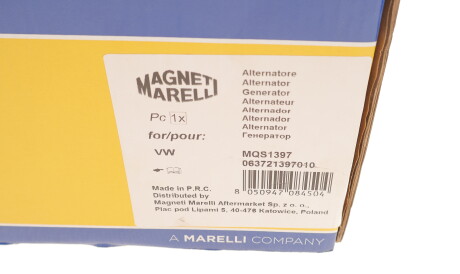 MAGNETI
MARELLI
Pc 1x
for/pour:
VW
Alternatore
Alternator
Generator
Alternateur
Alternador
Alternador
Alternator
Генератор
MQS1397
063721397010
8 050947 084504
Made in P.R.C.
Distributed by
Magneti Marelli Aftermarket Sp. z o. o.,
Plac pod Lipami 5, 40-476 Katowice, Poland
A MARELLI COMPANY